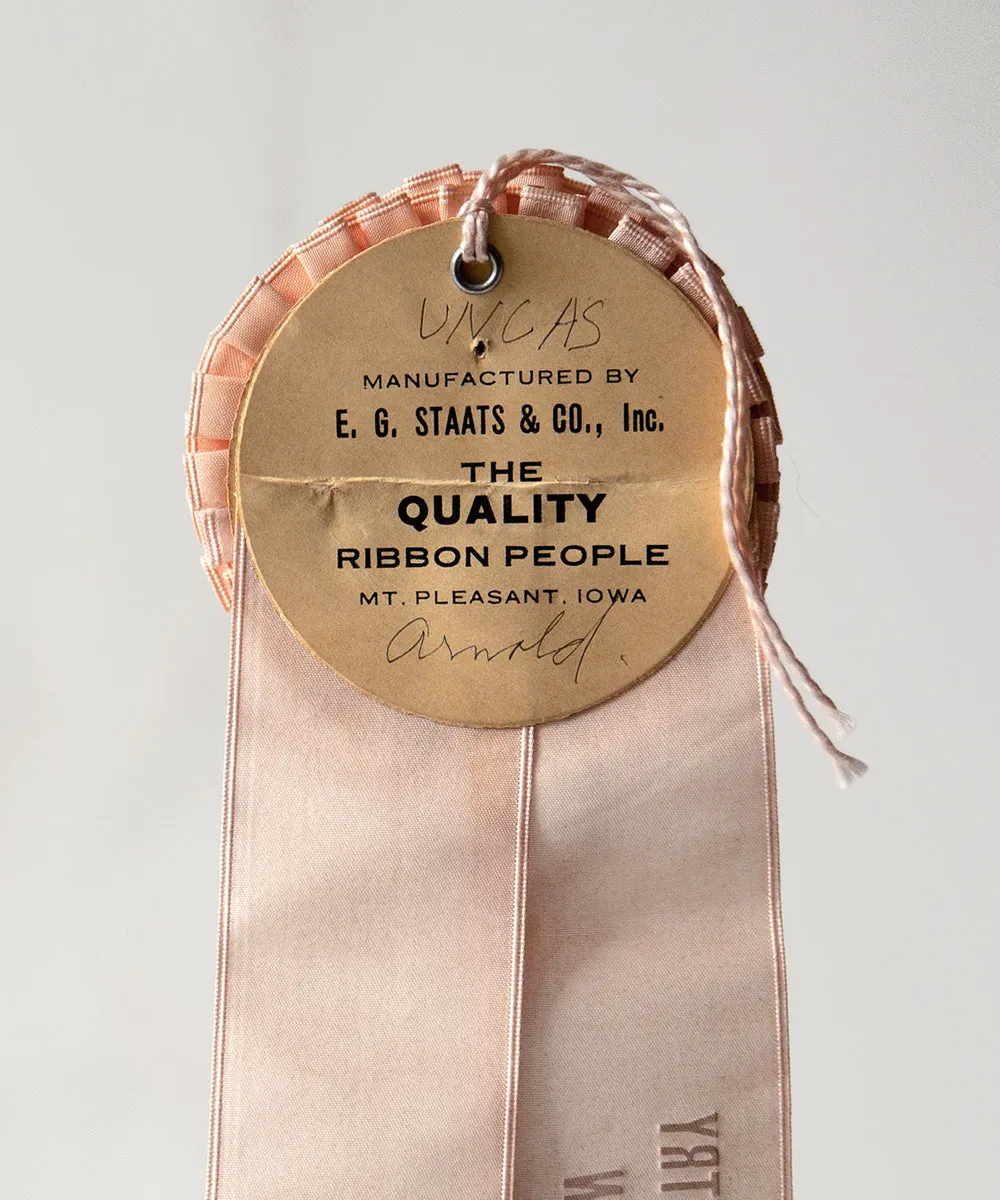 UNCAS
MANUFACTURED BY
E. G. STAATS & CO., Inc.
THE
QUALITY
RIBBON PEOPLE
MT. PLEASANT, IOWA
Arnold.